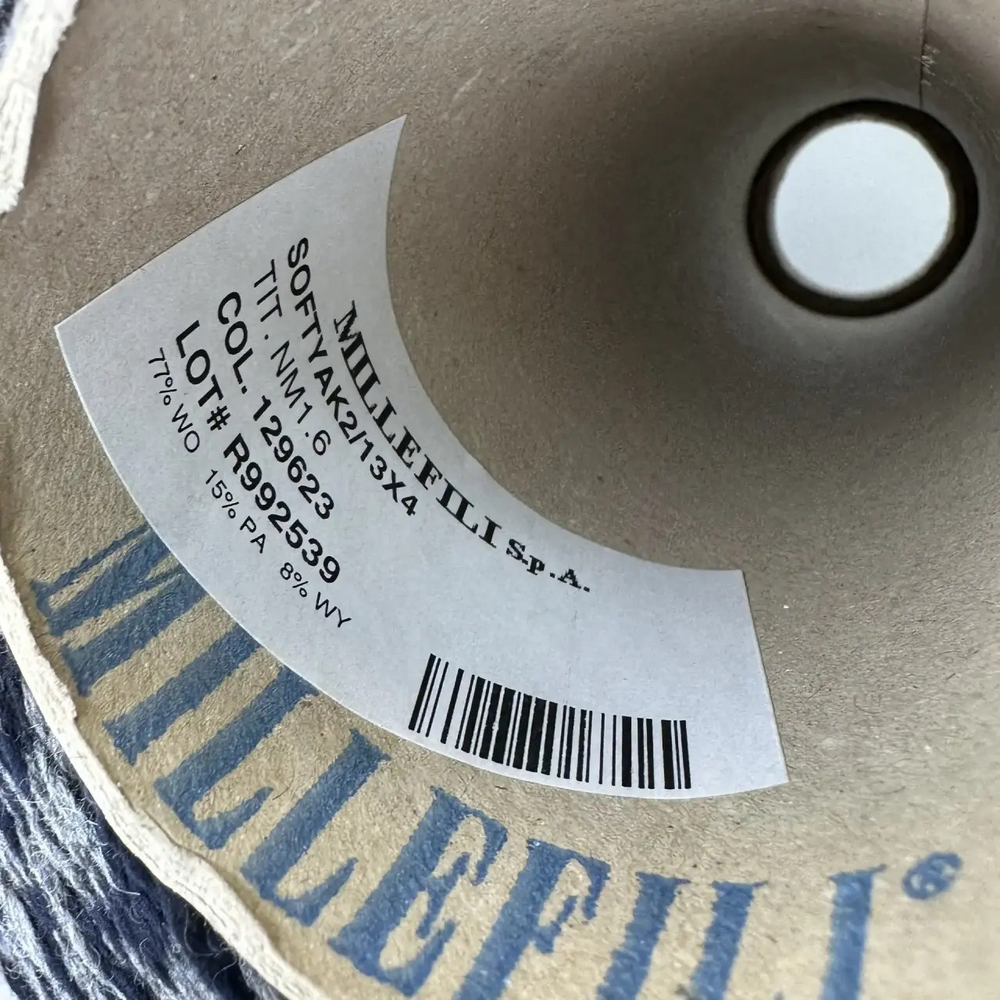 MILLEFILI S.p.A.
SOFTYAK2/13X4
TIT. NM1.6
COL. 129623
LOT# R992539
77% WO 15% PA 8% WY
MILLEFILI®